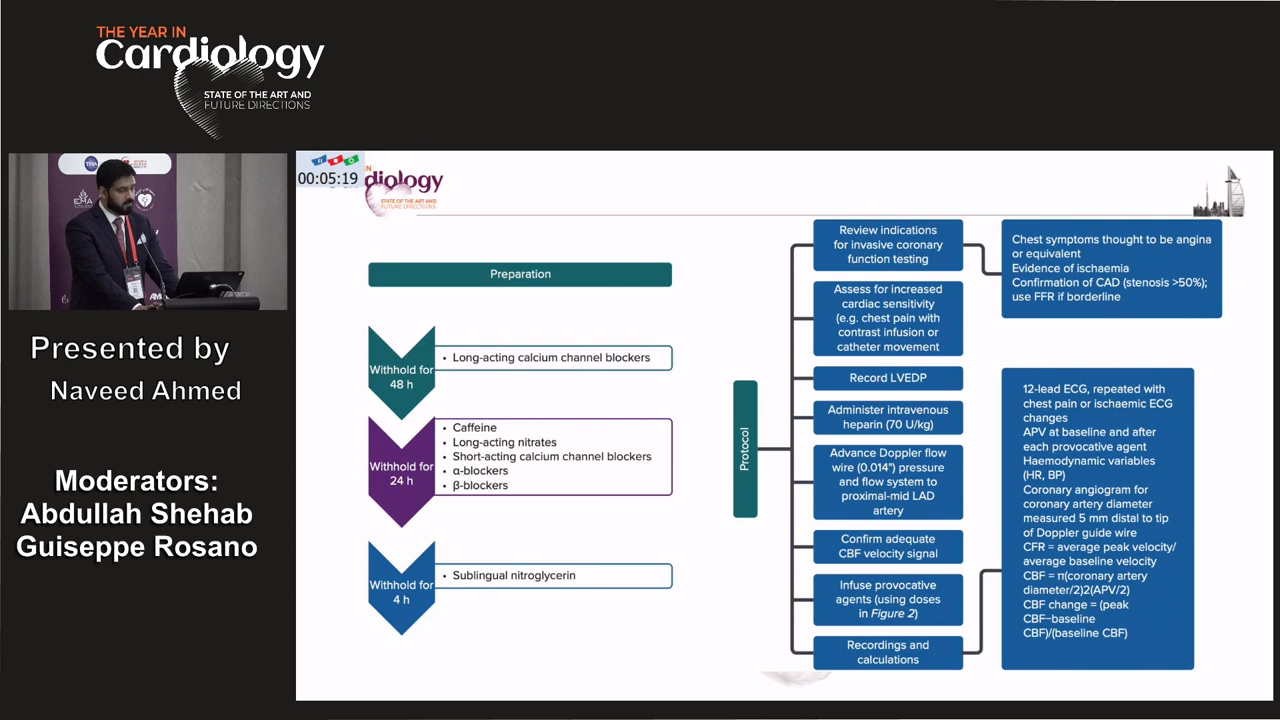 THE YEAR IN
Cardiology
STATE OF THE ART AND
FUTURE DIRECTIONS
TMA
EMA
Presented by
Naveed Ahmed
Moderators:
Abdullah Shehab
Guiseppe Rosano
00:05:19
diology
STATE OF THE ART AND
FUTURE DIRECTIONS
Preparation
Withhold for
48 h
• Long-acting calcium channel blockers
Withhold for
24 h
• Caffeine
• Long-acting nitrates
• Short-acting calcium channel blockers
• α-blockers
• β-blockers
Withhold for
4 h
• Sublingual nitroglycerin
Protocol
Review indications
for invasive coronary
function testing
Chest symptoms thought to be angina
or equivalent
Evidence of ischaemia
Confirmation of CAD (stenosis >50%);
use FFR if borderline
Assess for increased
cardiac sensitivity
(e.g. chest pain with
contrast infusion or
catheter movement
Record LVEDP
Administer intravenous
heparin (70 U/kg)
Advance Doppler flow
wire (0.014") pressure
and flow system to
proximal-mid LAD
artery
Confirm adequate
CBF velocity signal
Infuse provocative
agents (using doses
in Figure 2)
Recordings and
calculations
12-lead ECG, repeated with
chest pain or ischaemic ECG
changes
APV at baseline and after
each provocative agent
Haemodynamic variables
(HR, BP)
Coronary angiogram for
coronary artery diameter
measured 5 mm distal to tip
of Doppler guide wire
CFR = average peak velocity/
average baseline velocity
CBF = π(coronary artery
diameter/2)2(APV/2)
CBF change = (peak
CBF−baseline
CBF)/(baseline CBF)